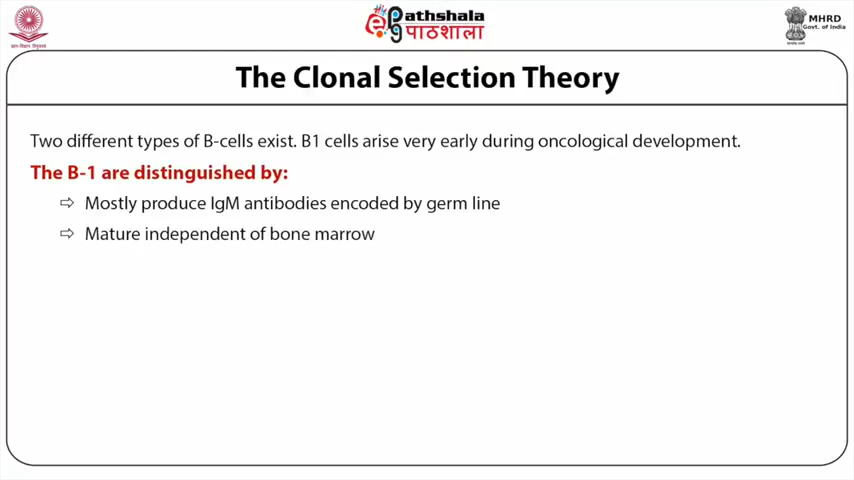 Pathshala
पाठशाला
MHRD
Govt. of India
The Clonal Selection Theory
Two different types of B-cells exist. B1 cells arise very early during oncological development.
The B-1 are distinguished by:
⇨ Mostly produce IgM antibodies encoded by germ line
⇨ Mature independent of bone marrow